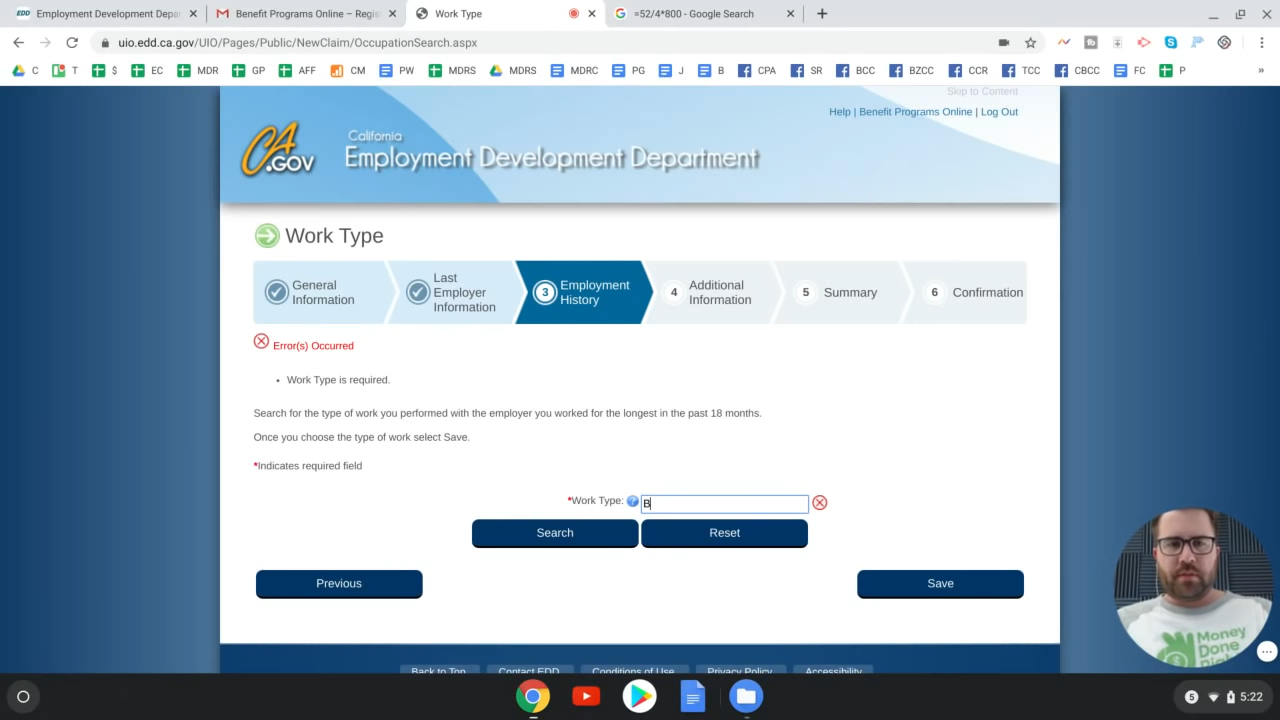 EDD Employment Development Depar
Benefit Programs Online – Regis
Work Type
=52/4*800 - Google Search
uio.edd.ca.gov/UIO/Pages/Public/NewClaim/OccupationSearch.aspx
C T $ EC MDR GP AFF CM PW MDRS MDRS MDRC PG J B CPA SR BCC BZCC CCR TCC CBCC FC P »
Skip to Content
Help | Benefit Programs Online | Log Out
CA.GOV
California
Employment Development Department
Work Type
General Information
Last Employer Information
3 Employment History
4 Additional Information
5 Summary
6 Confirmation
Error(s) Occurred
• Work Type is required.
Search for the type of work you performed with the employer you worked for the longest in the past 18 months.
Once you choose the type of work select Save.
*Indicates required field
*Work Type: ? B
Search Reset
Previous Save
Money
Done
Back to Top Contact EDD Conditions of Use Privacy Policy Accessibility
5 5:22